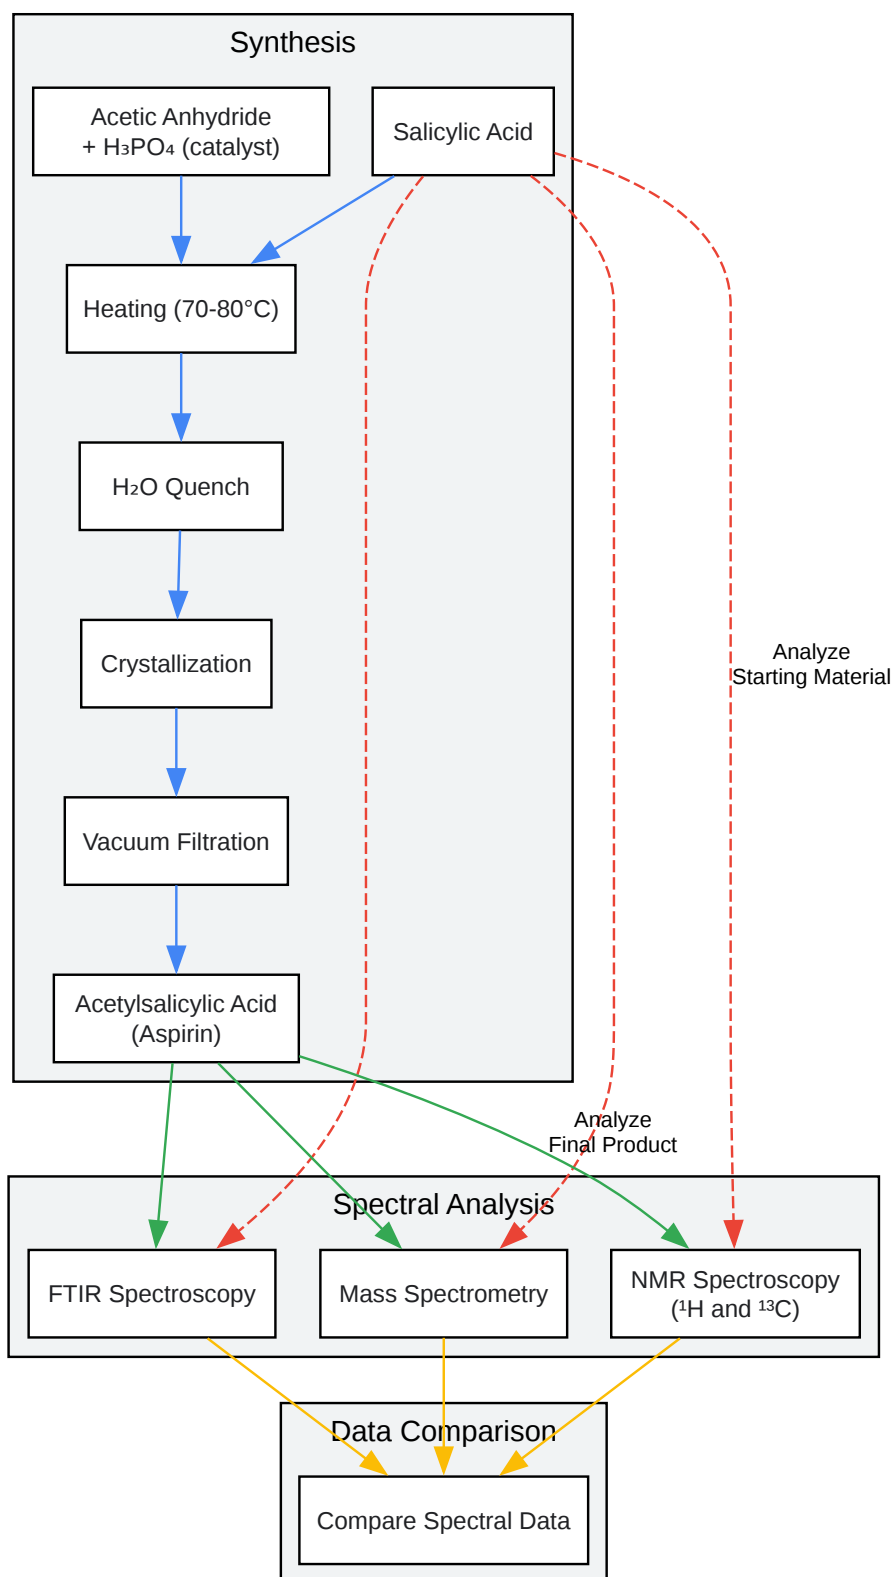 Synthesis
Acetic Anhydride
+ H₃PO₄ (catalyst)
Salicylic Acid
Heating (70-80°C)
H₂O Quench
Crystallization
Analyze
Starting Material
Vacuum Filtration
Acetylsalicylic Acid
(Aspirin)
Analyze
Final Product
Spectral Analysis
FTIR Spectroscopy
Mass Spectrometry
NMR Spectroscopy
(¹H and ¹³C)
Data Comparison
Compare Spectral Data